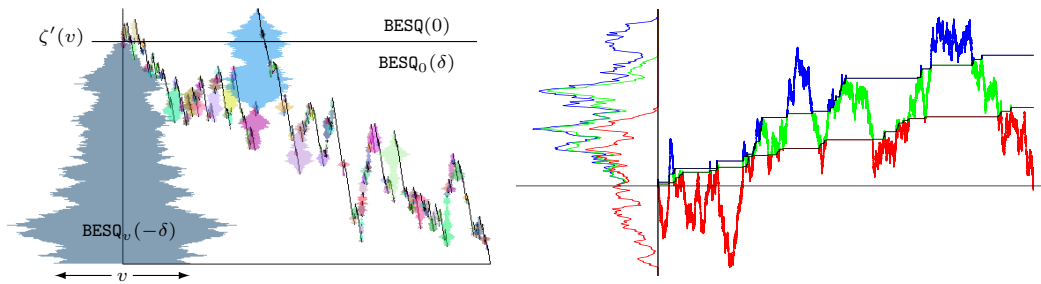 BESQ(0)
ζ′(v)
BESQ₀(δ)
BESQᵥ(−δ)
v